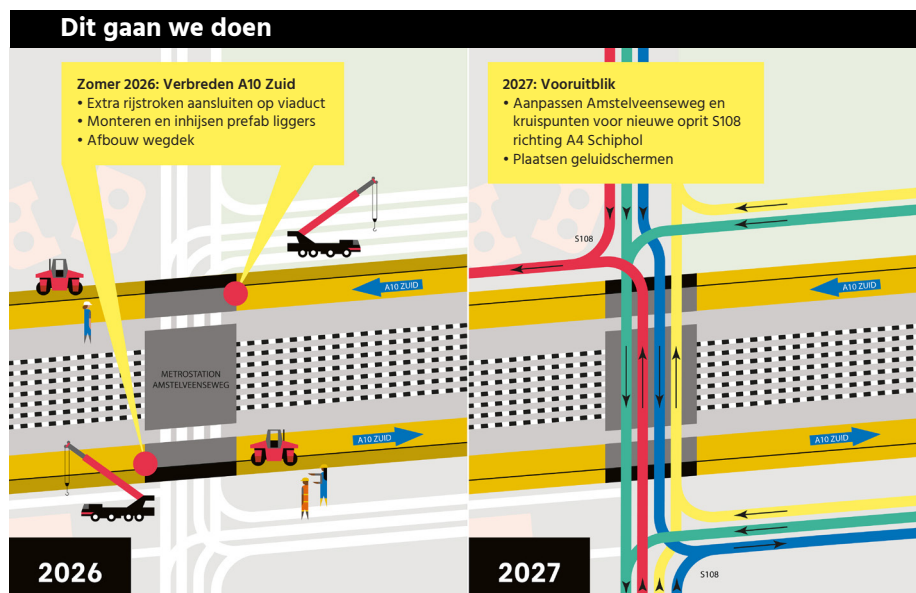 Dit gaan we doen
Zomer 2026: Verbreden A10 Zuid
• Extra rijstroken aansluiten op viaduct
• Monteren en inhijsen prefab liggers
• Afbouw wegdek
A10 ZUID
METROSTATION
AMSTELVEENSEWEG
A10 ZUID
2026
2027: Vooruitblik
• Aanpassen Amstelveenseweg en
kruispunten voor nieuwe oprit S108
richting A4 Schiphol
• Plaatsen geluidschermen
S108
A10 ZUID
A10 ZUID
S108
2027